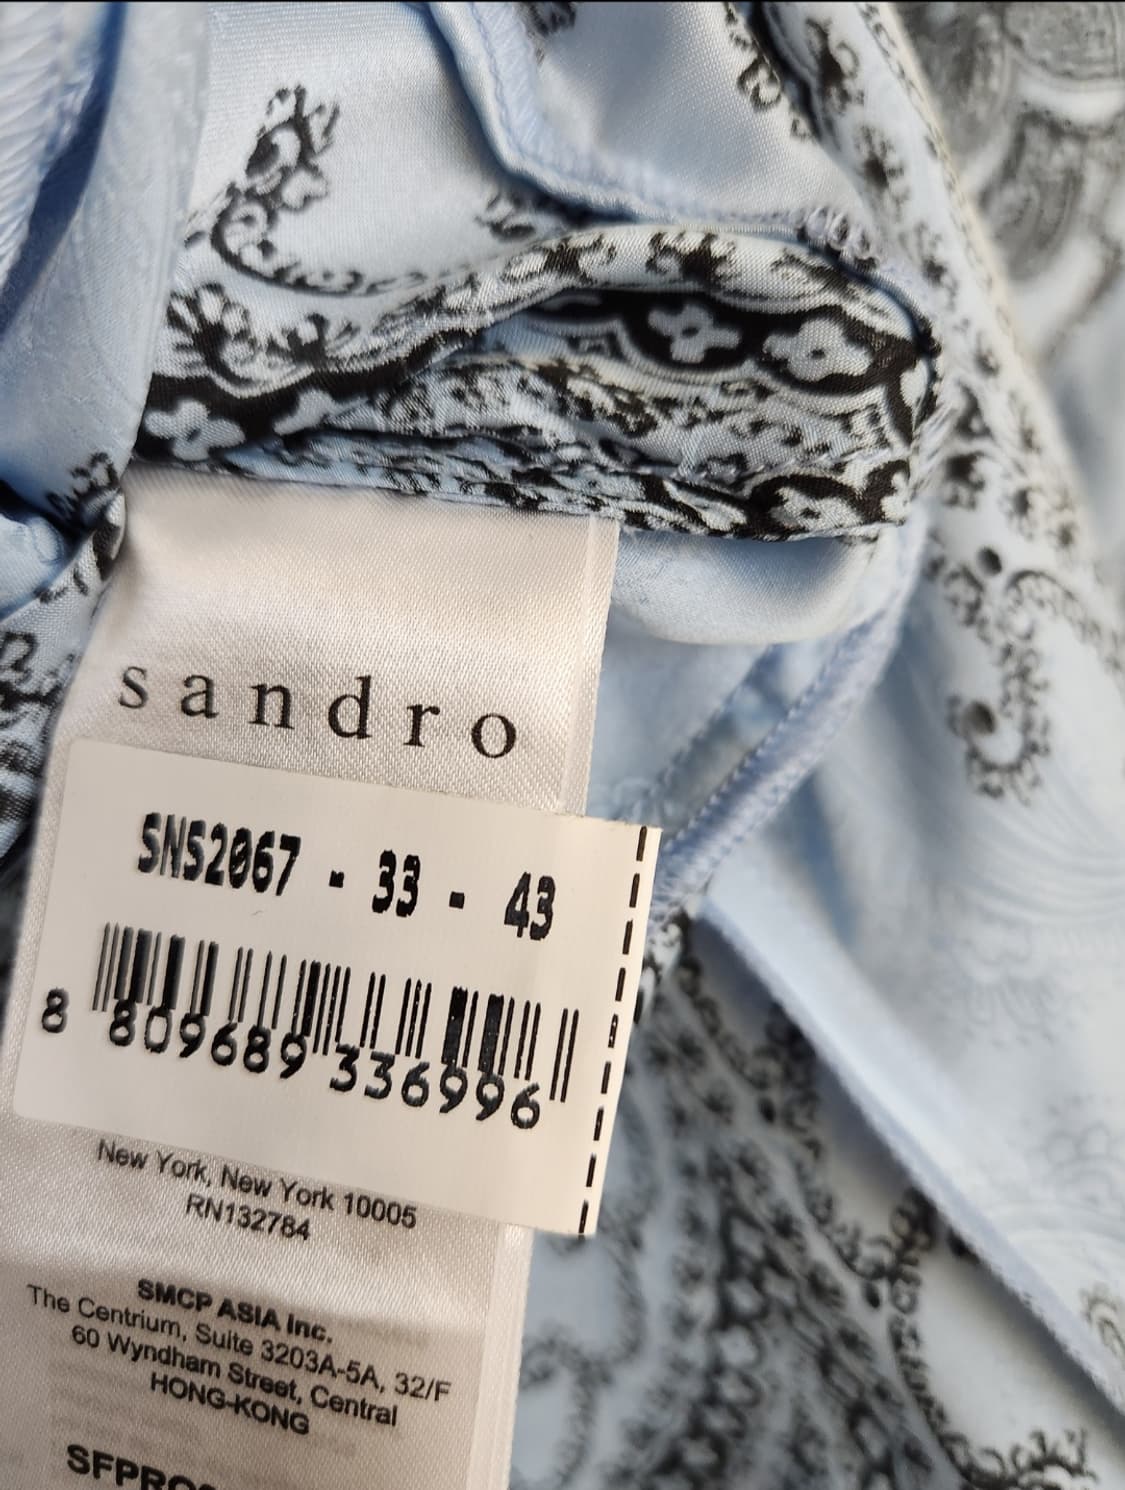 sandro
SNS2067 - 33 - 43
8 809689 336996
New York, New York 10005
RN132784
SMCP ASIA Inc.
The Centrium, Suite 3203A-5A, 32/F
60 Wyndham Street, Central
HONG-KONG